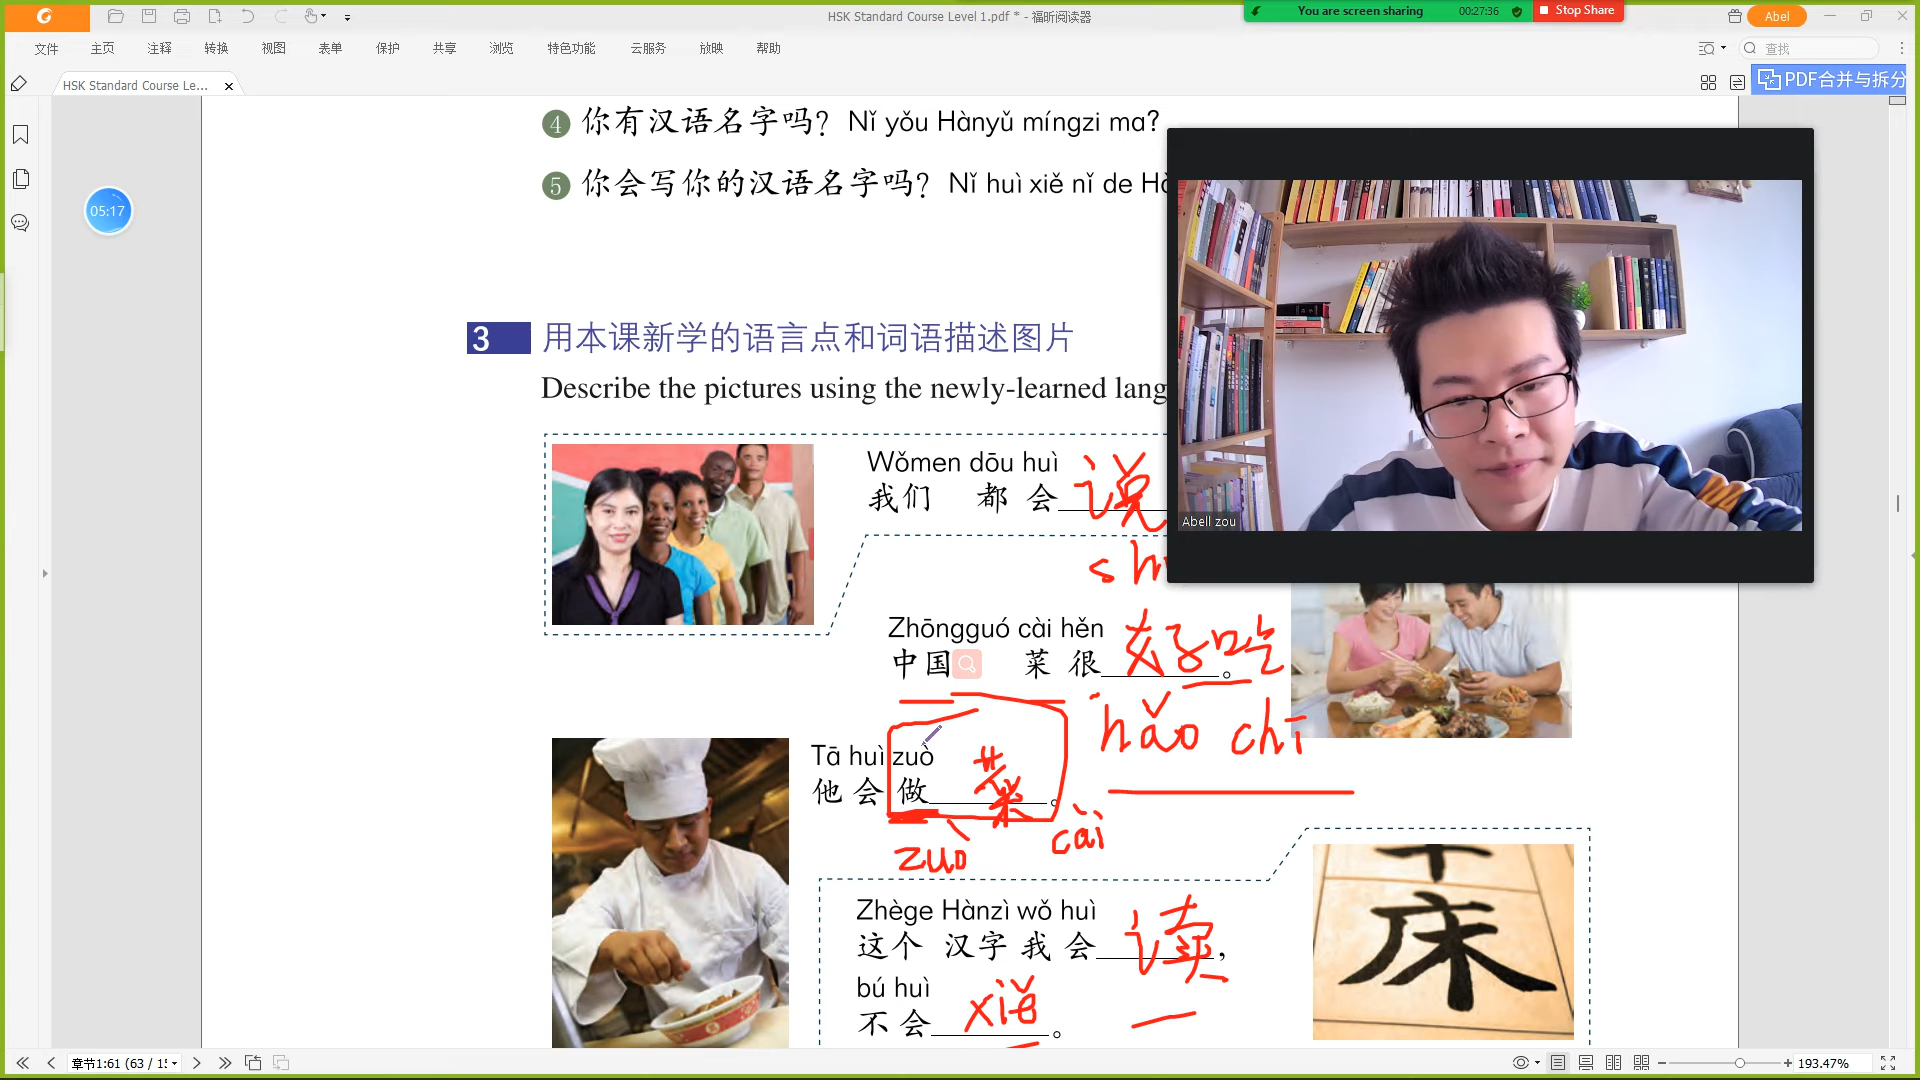 HSK Standard Course Level 1.pdf * - 福昕阅读器
You are screen sharing
00:27:36
Stop Share
Abel
文件 主页 注释 转换 视图 表单 保护 共享 浏览 特色功能 云服务 放映 帮助
查找
HSK Standard Course Le...
PDF合并与拆分
4 你有汉语名字吗？ Nǐ yǒu Hànyǔ míngzi ma?
5 你会写你的汉语名字吗？ Nǐ huì xiě nǐ de
05:17
3 用本课新学的语言点和词语描述图片
Describe the pictures using the newly-learned
Abell zou
Wǒmen dōu huì
我们 都 会 说
Zhōngguó cài hěn
中国 菜 很 好吃 。
hǎo chī
Tā huì zuò
他 会 做 菜 。
zuò cài
Zhège Hànzì wǒ huì
这个 汉字 我 会 读 ，
bú huì
不 会 xiě 。
床
章节1:61 (63 / 15
193.47%